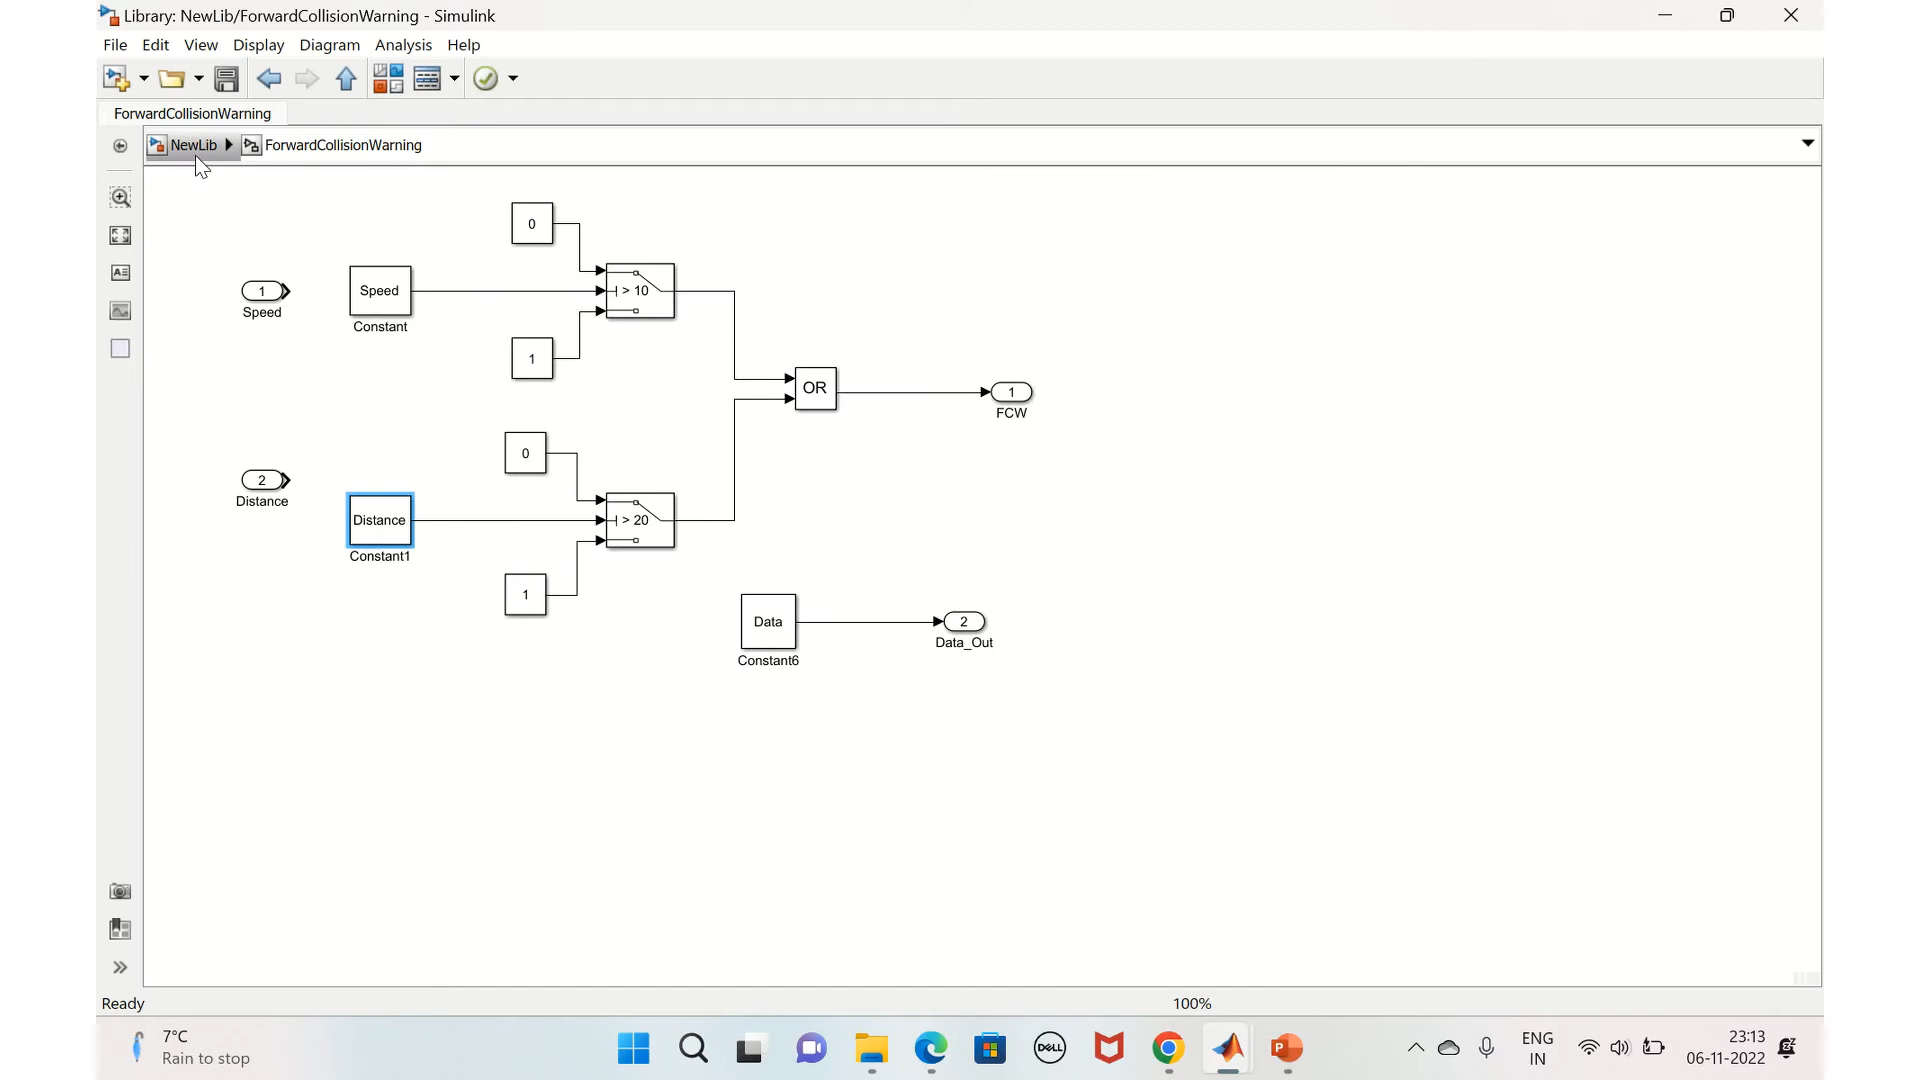 Library: NewLib/ForwardCollisionWarning - Simulink
File Edit View Display Diagram Analysis Help
ForwardCollisionWarning
NewLib ForwardCollisionWarning
0
1
Speed
Speed
Constant
> 10
1
OR
1
FCW
0
2
Distance
Distance
Constant1
> 20
1
Data
Constant6
2
Data_Out
Ready 100%
7°C
Rain to stop
DELL
P
ENG
IN
23:13
06-11-2022